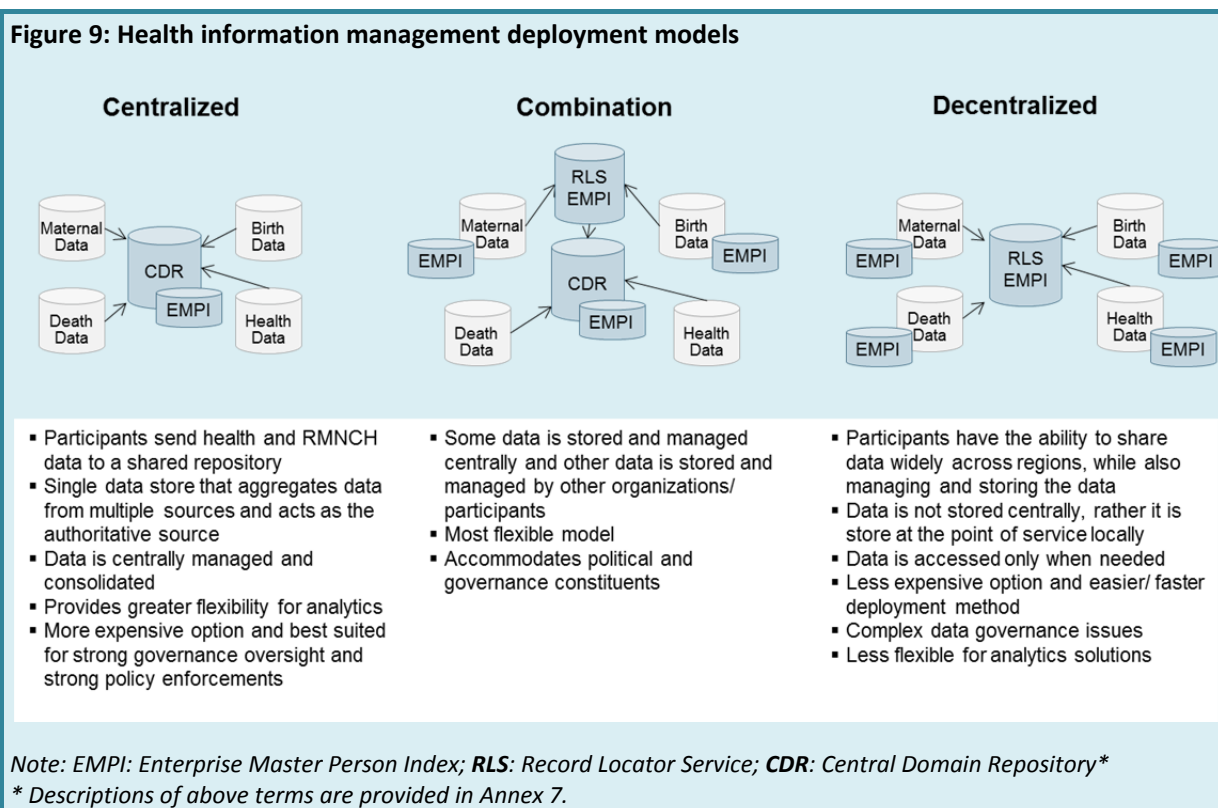 Figure 9: Health information management deployment models
Centralized
Maternal
Data
Birth
Data
CDR
EMPI
Death
Data
Health
Data
Combination
RLS
EMPI
Maternal
Data
EMPI
Birth
Data
EMPI
CDR
EMPI
Death
Data
Health
Data
Decentralized
Maternal
Data
EMPI
Birth
Data
EMPI
RLS
EMPI
Death
Data
EMPI
Health
Data
EMPI
▪ Participants send health and RMNCH
data to a shared repository
▪ Single data store that aggregates data
from multiple sources and acts as the
authoritative source
▪ Data is centrally managed and
consolidated
▪ Provides greater flexibility for analytics
▪ More expensive option and best suited
for strong governance oversight and
strong policy enforcements
▪ Some data is stored and managed
centrally and other data is stored and
managed by other organizations/
participants
▪ Most flexible model
▪ Accommodates political and
governance constituents
▪ Participants have the ability to share
data widely across regions, while also
managing and storing the data
▪ Data is not stored centrally, rather it is
store at the point of service locally
▪ Data is accessed only when needed
▪ Less expensive option and easier/ faster
deployment method
▪ Complex data governance issues
▪ Less flexible for analytics solutions
Note: EMPI: Enterprise Master Person Index; RLS: Record Locator Service; CDR: Central Domain Repository*
* Descriptions of above terms are provided in Annex 7.